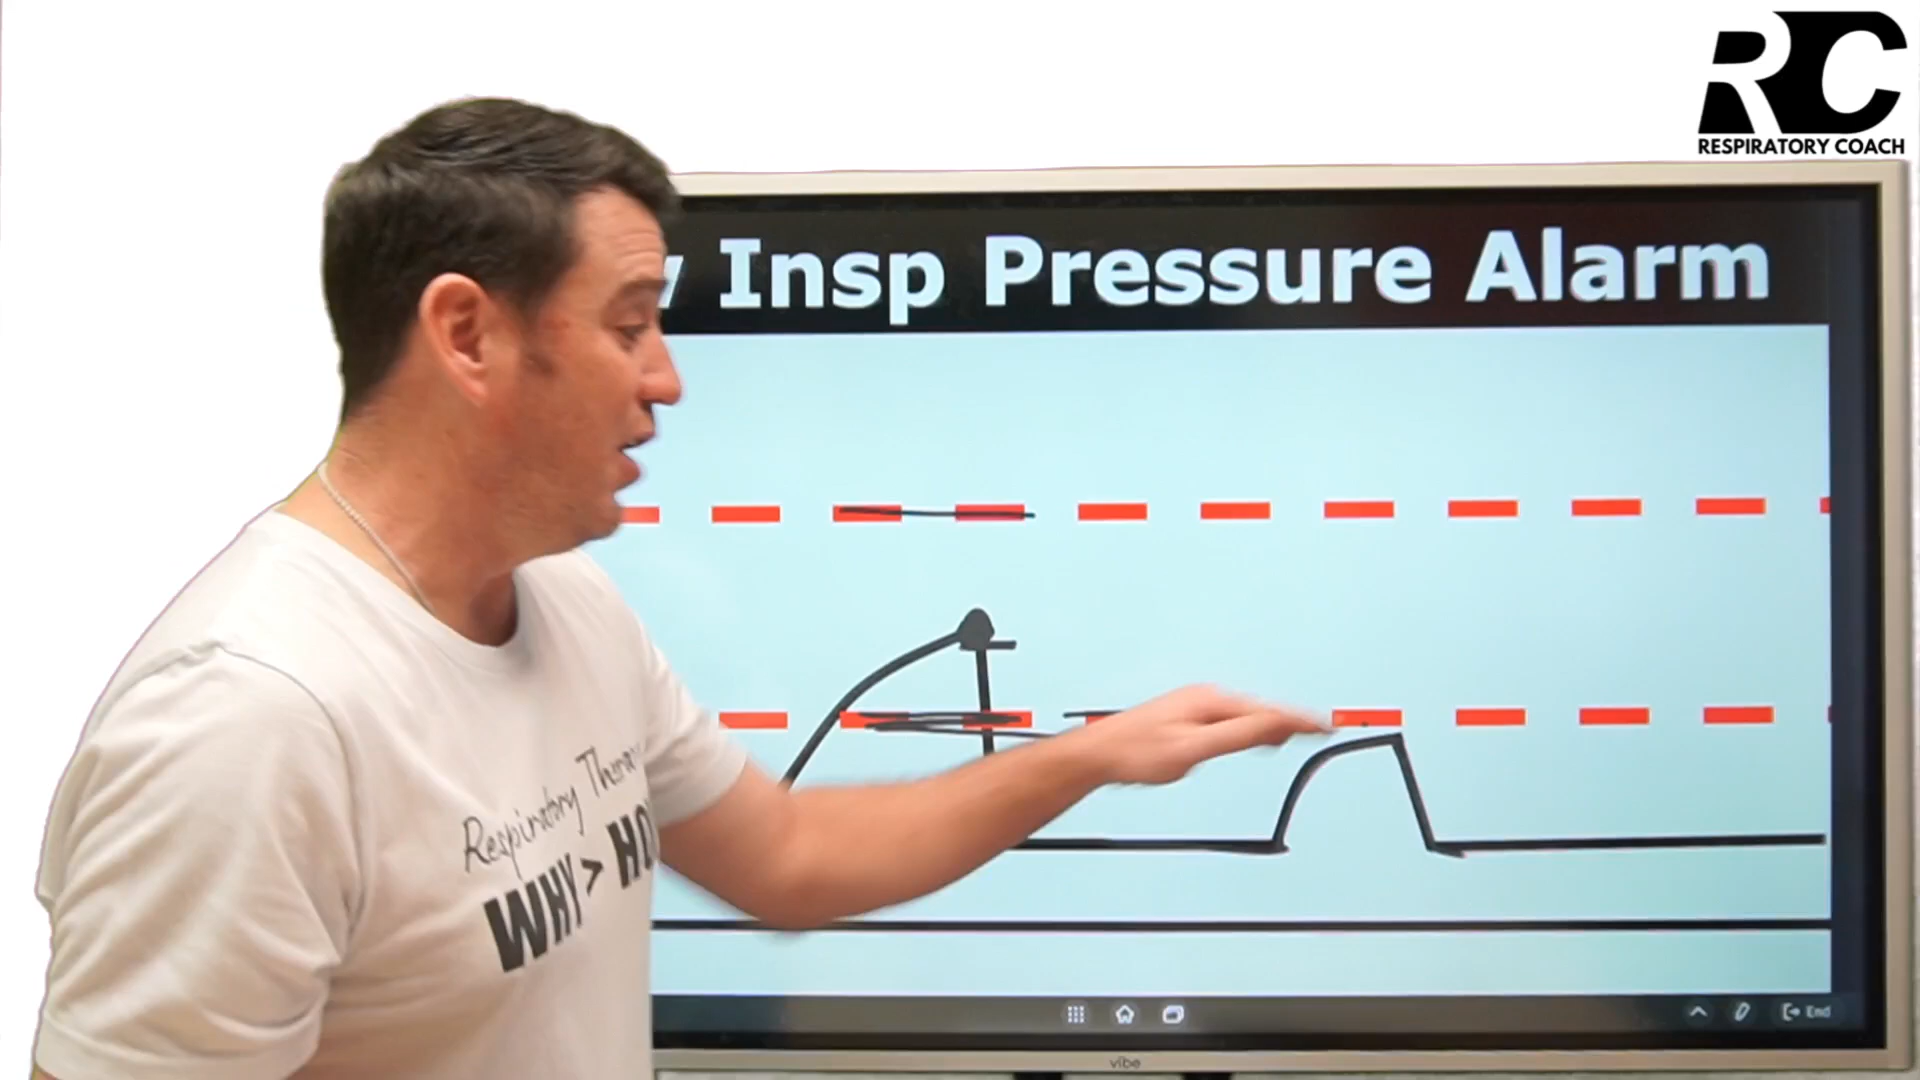 RC
RESPIRATORY COACH
Insp Pressure Alarm
Respiratory Thera
WHY > HO
End
vibe